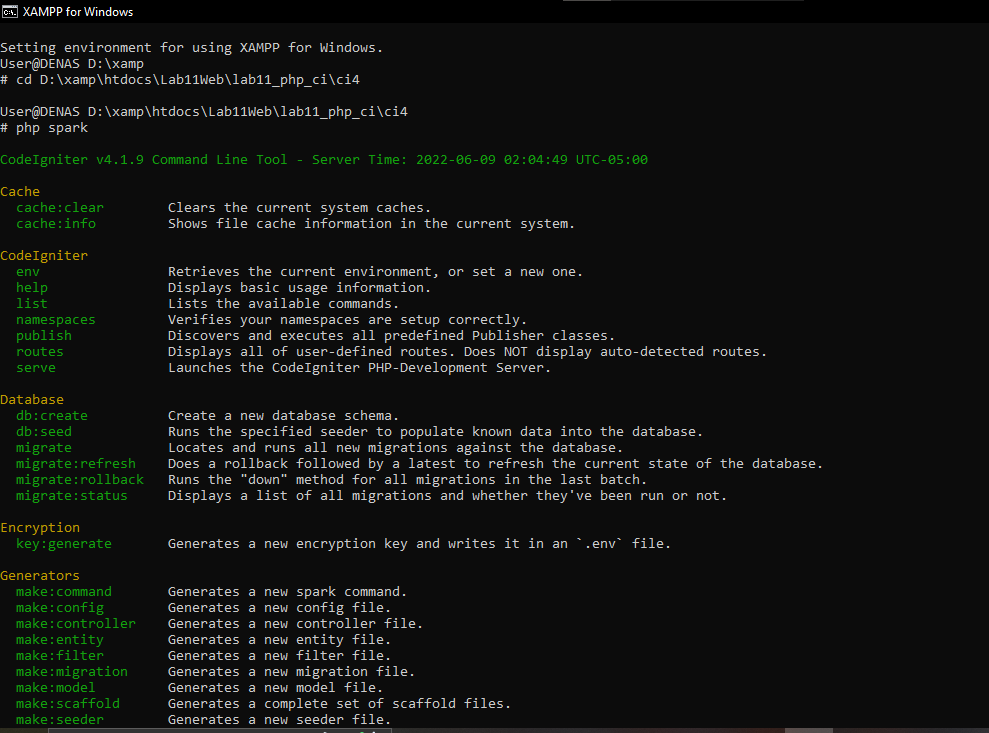 XAMPP for Windows
Setting environment for using XAMPP for Windows.
User@DENAS D:\xamp
# cd D:\xamp\htdocs\Lab11Web\lab11_php_ci\ci4
User@DENAS D:\xamp\htdocs\Lab11Web\lab11_php_ci\ci4
# php spark
CodeIgniter v4.1.9 Command Line Tool - Server Time: 2022-06-09 02:04:49 UTC-05:00
Cache
cache:clear Clears the current system caches.
cache:info Shows file cache information in the current system.
CodeIgniter
env Retrieves the current environment, or set a new one.
help Displays basic usage information.
list Lists the available commands.
namespaces Verifies your namespaces are setup correctly.
publish Discovers and executes all predefined Publisher classes.
routes Displays all of user-defined routes. Does NOT display auto-detected routes.
serve Launches the CodeIgniter PHP-Development Server.
Database
db:create Create a new database schema.
db:seed Runs the specified seeder to populate known data into the database.
migrate Locates and runs all new migrations against the database.
migrate:refresh Does a rollback followed by a latest to refresh the current state of the database.
migrate:rollback Runs the "down" method for all migrations in the last batch.
migrate:status Displays a list of all migrations and whether they've been run or not.
Encryption
key:generate Generates a new encryption key and writes it in an `.env` file.
Generators
make:command Generates a new spark command.
make:config Generates a new config file.
make:controller Generates a new controller file.
make:entity Generates a new entity file.
make:filter Generates a new filter file.
make:migration Generates a new migration file.
make:model Generates a new model file.
make:scaffold Generates a complete set of scaffold files.
make:seeder Generates a new seeder file.